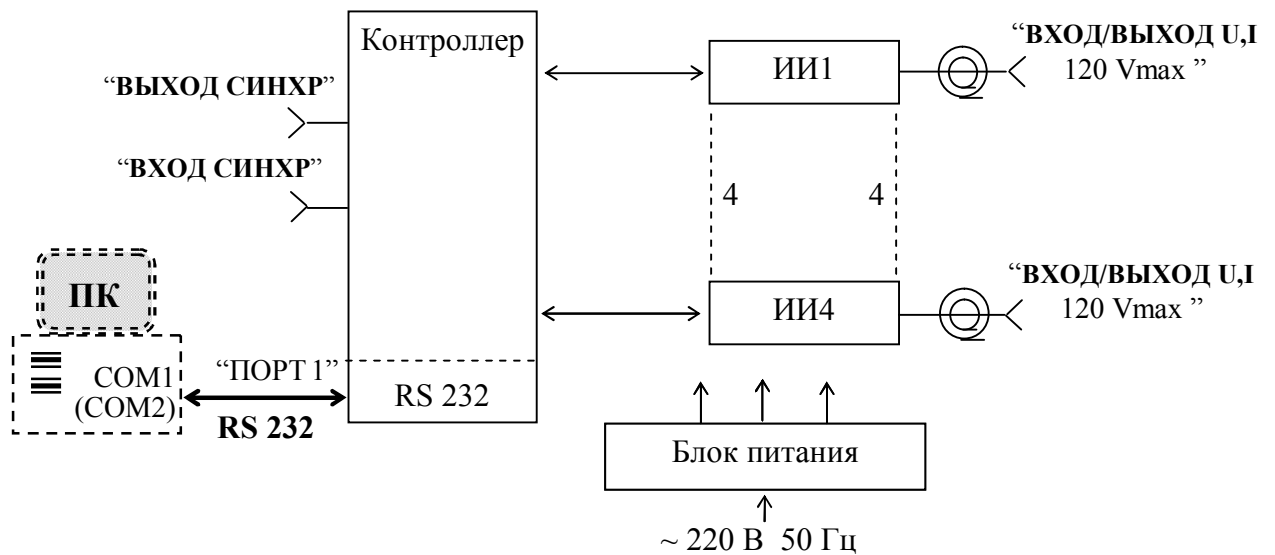 Контроллер
“ВЫХОД СИНХР”
“ВХОД СИНХР”
ИИ1
“ВХОД/ВЫХОД U,I
120 Vmax ”
4
4
ИИ4
“ВХОД/ВЫХОД U,I
120 Vmax ”
ПК
COM1
(COM2)
“ПОРТ 1”
RS 232
RS 232
Блок питания
~ 220 В 50 Гц